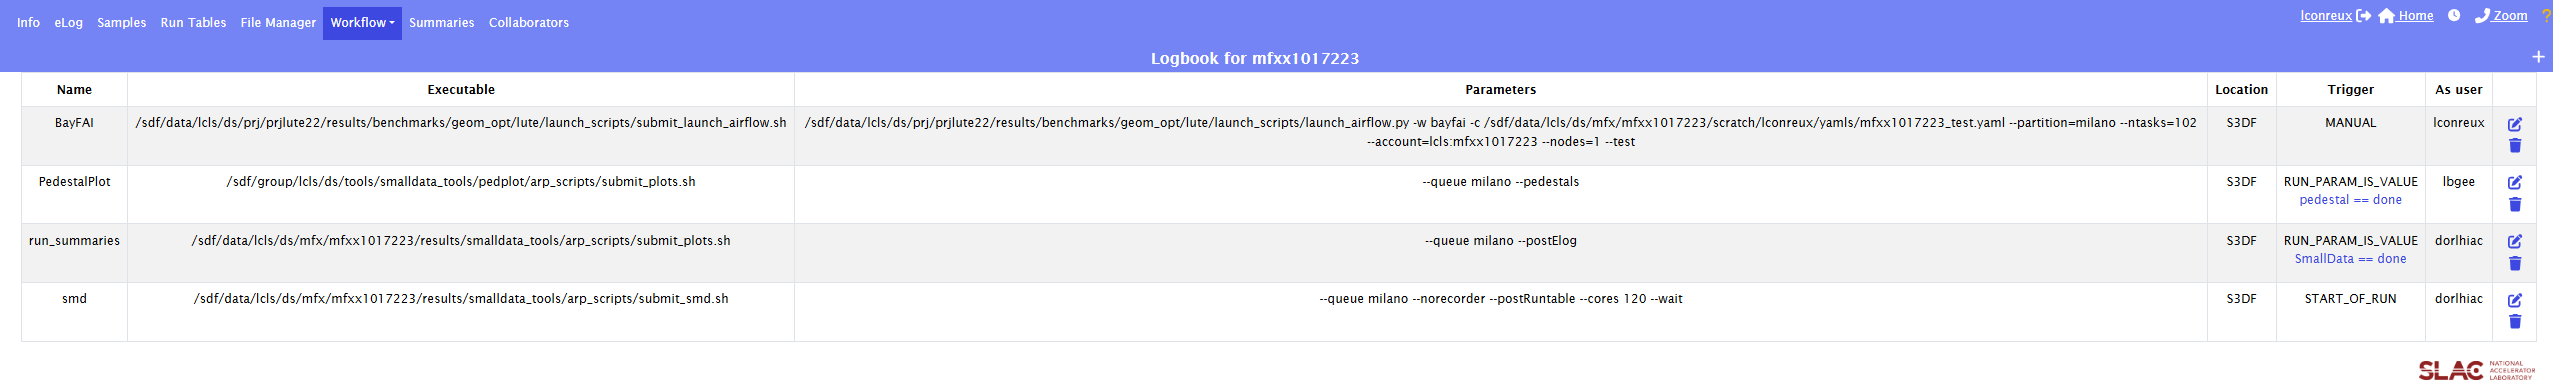 Info eLog Samples Run Tables File Manager Workflow Summaries Collaborators lconreux Home Zoom ?
Logbook for mfxx1017223 +
Name Executable Parameters Location Trigger As user
BayFAI /sdf/data/lcls/ds/prj/prjlute22/results/benchmarks/geom_opt/lute/launch_scripts/submit_launch_airflow.sh /sdf/data/lcls/ds/prj/prjlute22/results/benchmarks/geom_opt/lute/launch_scripts/launch_airflow.py -w bayfai -c /sdf/data/lcls/ds/mfx/mfxx1017223/scratch/lconreux/yamls/mfxx1017223_test.yaml --partition=milano --ntasks=102 S3DF MANUAL lconreux
--account=lcls:mfxx1017223 --nodes=1 --test
PedestalPlot /sdf/group/lcls/ds/tools/smalldata_tools/pedplot/arp_scripts/submit_plots.sh --queue milano --pedestals S3DF RUN_PARAM_IS_VALUE lbgee
pedestal == done
run_summaries /sdf/data/lcls/ds/mfx/mfxx1017223/results/smalldata_tools/arp_scripts/submit_plots.sh --queue milano --postElog S3DF RUN_PARAM_IS_VALUE dorlhiac
SmallData == done
smd /sdf/data/lcls/ds/mfx/mfxx1017223/results/smalldata_tools/arp_scripts/submit_smd.sh --queue milano --norecorder --postRuntable --cores 120 --wait S3DF START_OF_RUN dorlhiac
SLAC NATIONAL
ACCELERATOR
LABORATORY